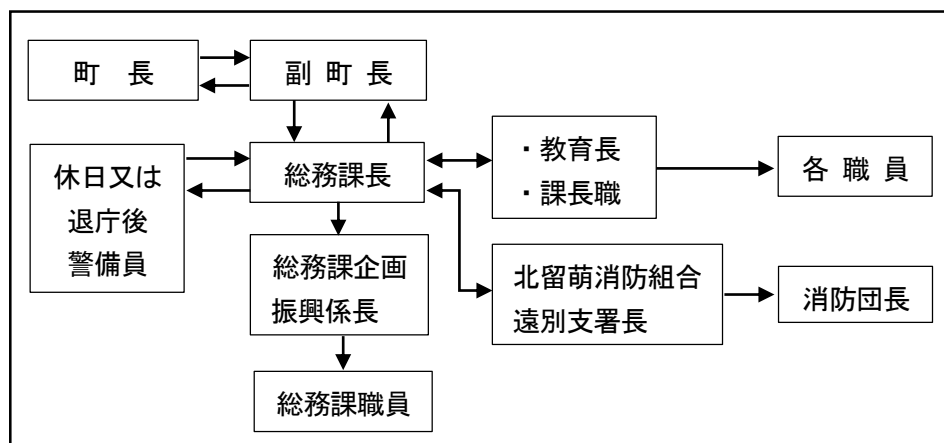 町　長
副 町 長
休日又は
退庁後
警備員
総務課長
・教育長
・課長職
各 職 員
総務課企画
振興係長
北留萌消防組合
遠別支署長
消防団長
総務課職員